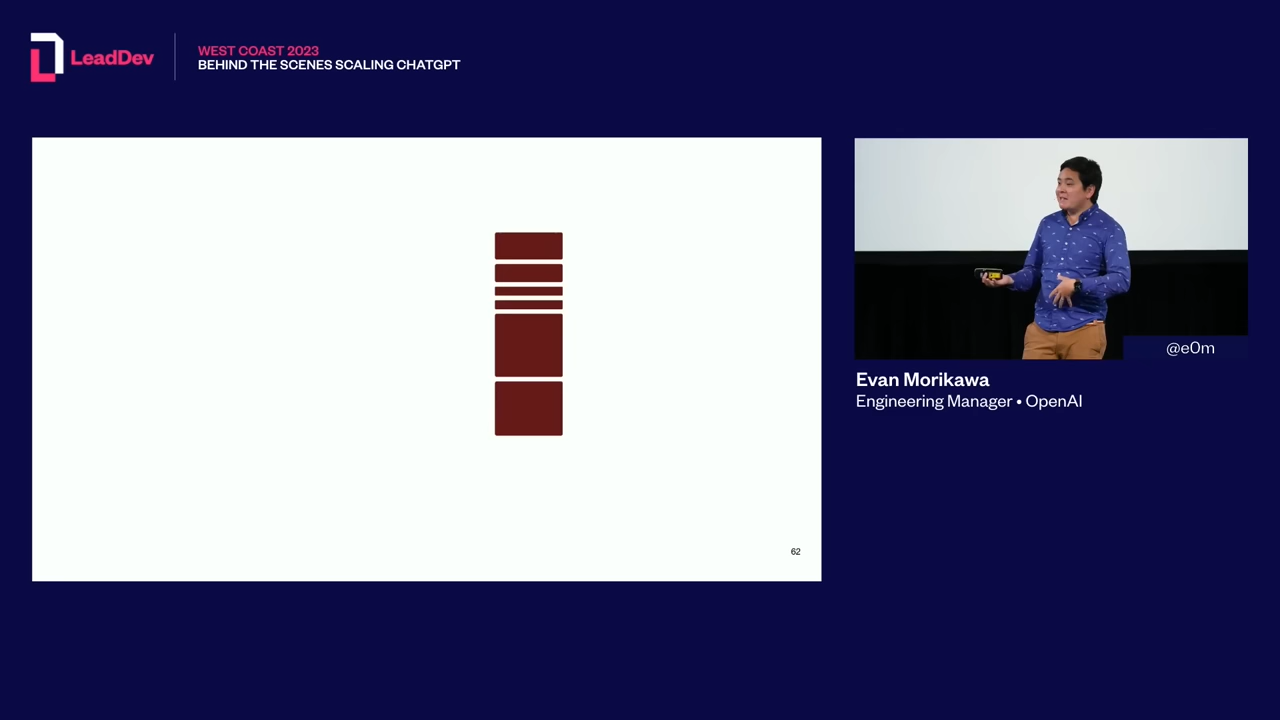 LeadDev
WEST COAST 2023
BEHIND THE SCENES SCALING CHATGPT
62
@e0m
Evan Morikawa
Engineering Manager • OpenAI